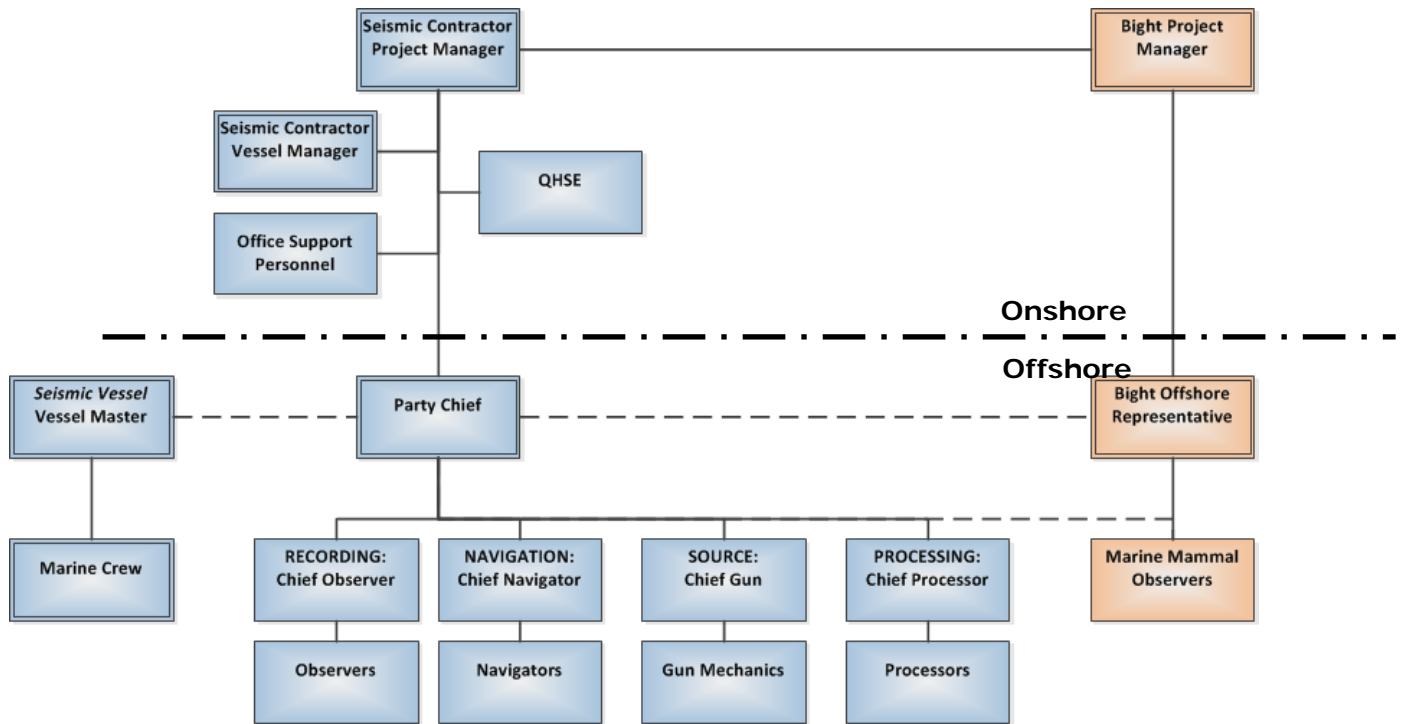 Seismic Contractor
Project Manager
Bight Project
Manager
Seismic Contractor
Vessel Manager
QHSE
Office Support
Personnel
Onshore
Offshore
Seismic Vessel
Vessel Master
Party Chief
Bight Offshore
Representative
Marine Crew
RECORDING:
Chief Observer
NAVIGATION:
Chief Navigator
SOURCE:
Chief Gun
PROCESSING:
Chief Processor
Marine Mammal
Observers
Observers
Navigators
Gun Mechanics
Processors